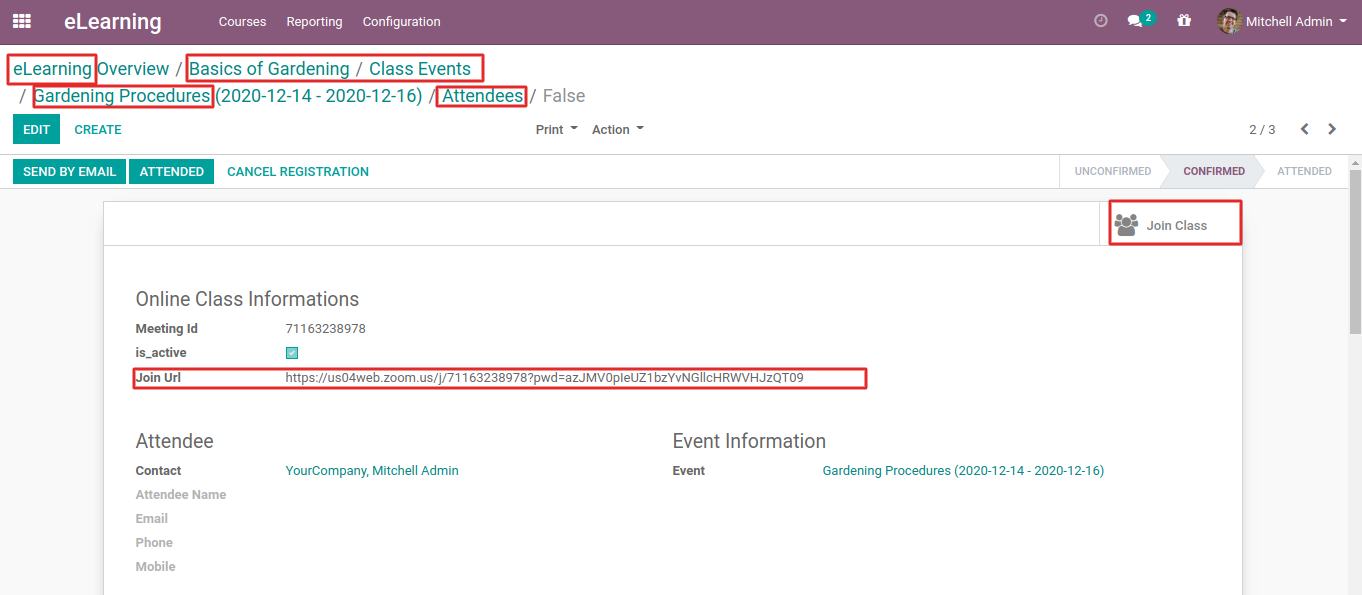 eLearning Courses Reporting Configuration 2 Mitchell Admin
eLearning Overview / Basics of Gardening / Class Events
/ Gardening Procedures (2020-12-14 - 2020-12-16) / Attendees / False
EDIT CREATE Print Action 2 / 3
SEND BY EMAIL ATTENDED CANCEL REGISTRATION UNCONFIRMED CONFIRMED ATTENDED
Join Class
Online Class Informations
Meeting Id 71163238978
is_active
Join Url https://us04web.zoom.us/j/71163238978?pwd=azJMV0pIeUZ1bzYvNGllcHRWVHJzQT09
Attendee Event Information
Contact YourCompany, Mitchell Admin Event Gardening Procedures (2020-12-14 - 2020-12-16)
Attendee Name
Email
Phone
Mobile